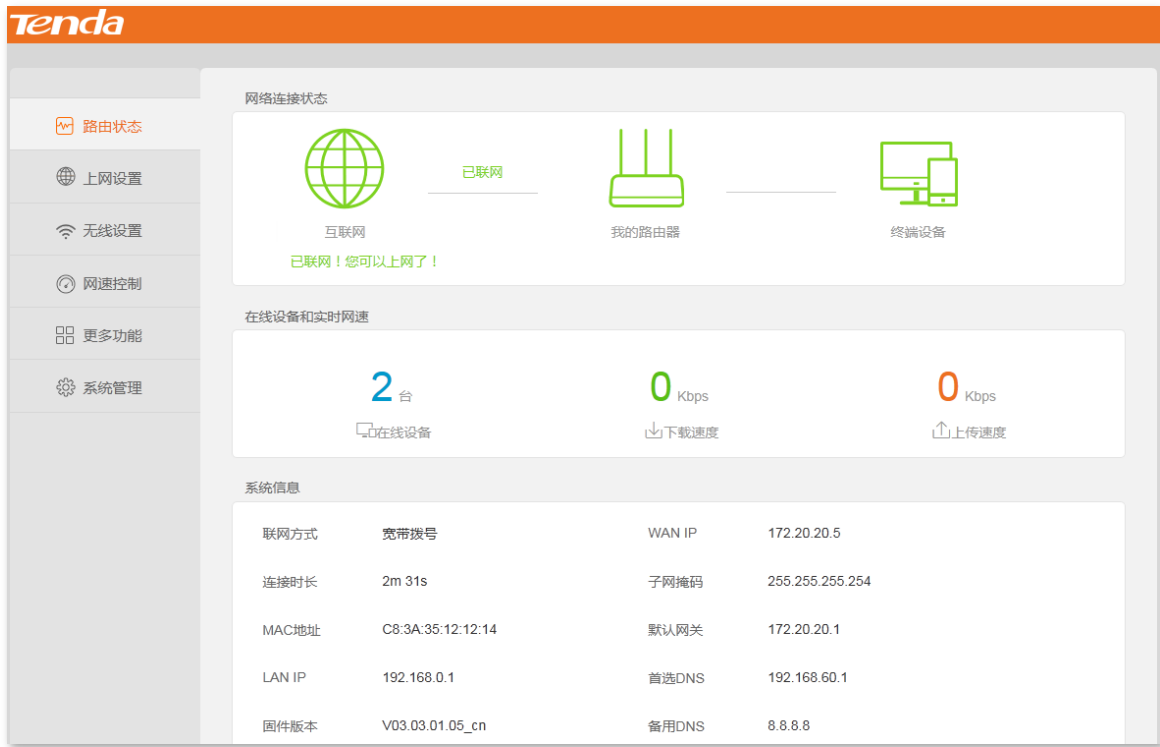 Tenda
路由状态
上网设置
无线设置
网速控制
更多功能
系统管理
网络连接状态
已联网
互联网
我的路由器
终端设备
已联网！您可以上网了！
在线设备和实时网速
2 台
0 Kbps
0 Kbps
在线设备
下载速度
上传速度
系统信息
联网方式 宽带拨号 WAN IP 172.20.20.5
连接时长 2m 31s 子网掩码 255.255.255.254
MAC地址 C8:3A:35:12:12:14 默认网关 172.20.20.1
LAN IP 192.168.0.1 首选DNS 192.168.60.1
固件版本 V03.03.01.05_cn 备用DNS 8.8.8.8